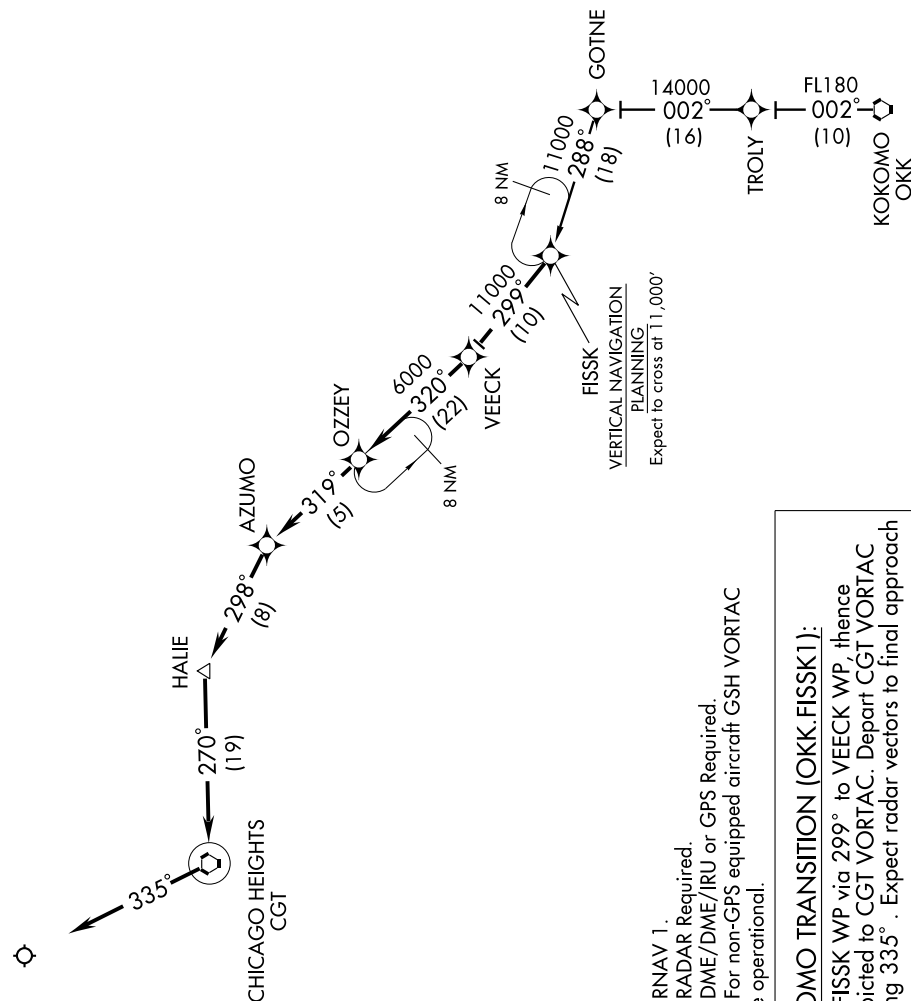 GOTNE
14000
002°
(16)
FL180
002°
(10)
TROLY
KOKOMO
OKK
11000
288°
(18)
8 NM
11000
299°
(10)
FISSK
VERTICAL NAVIGATION
PLANNING
Expect to cross at 11,000'
VEECK
6000
320°
(22)
8 NM
OZZEY
319°
(5)
AZUMO
298°
(8)
HALIE
270°
(19)
CHICAGO HEIGHTS
CGT
335°
RNAV 1.
RADAR Required.
DME/DME/IRU or GPS Required.
For non-GPS equipped aircraft GSH VORTAC
operational.
OMO TRANSITION (OKK.FISSK1):
FISSK WP via 299° to VEECK WP, thence
icted to CGT VORTAC. Depart CGT VORTAC
ng 335°. Expect radar vectors to final approach